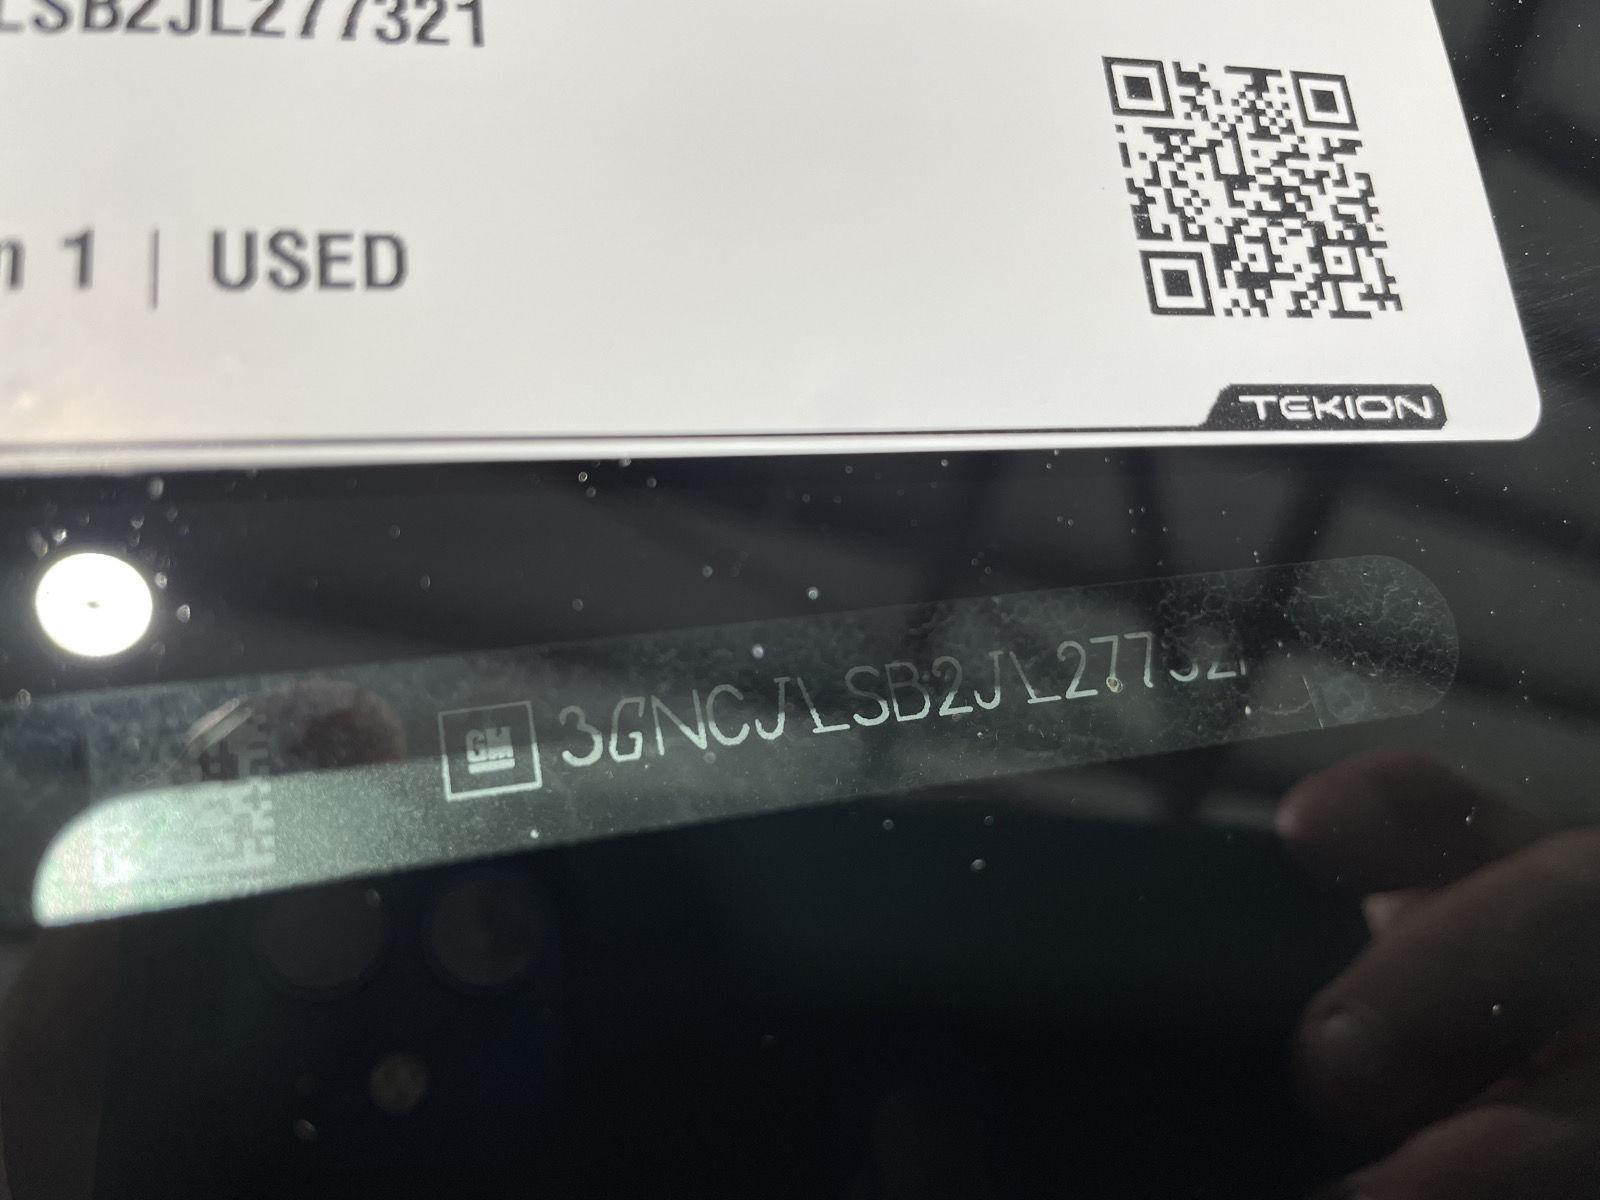 LSB2JL277321
1 | USED
TEKION
GM 3GNCJLSB2JL277321